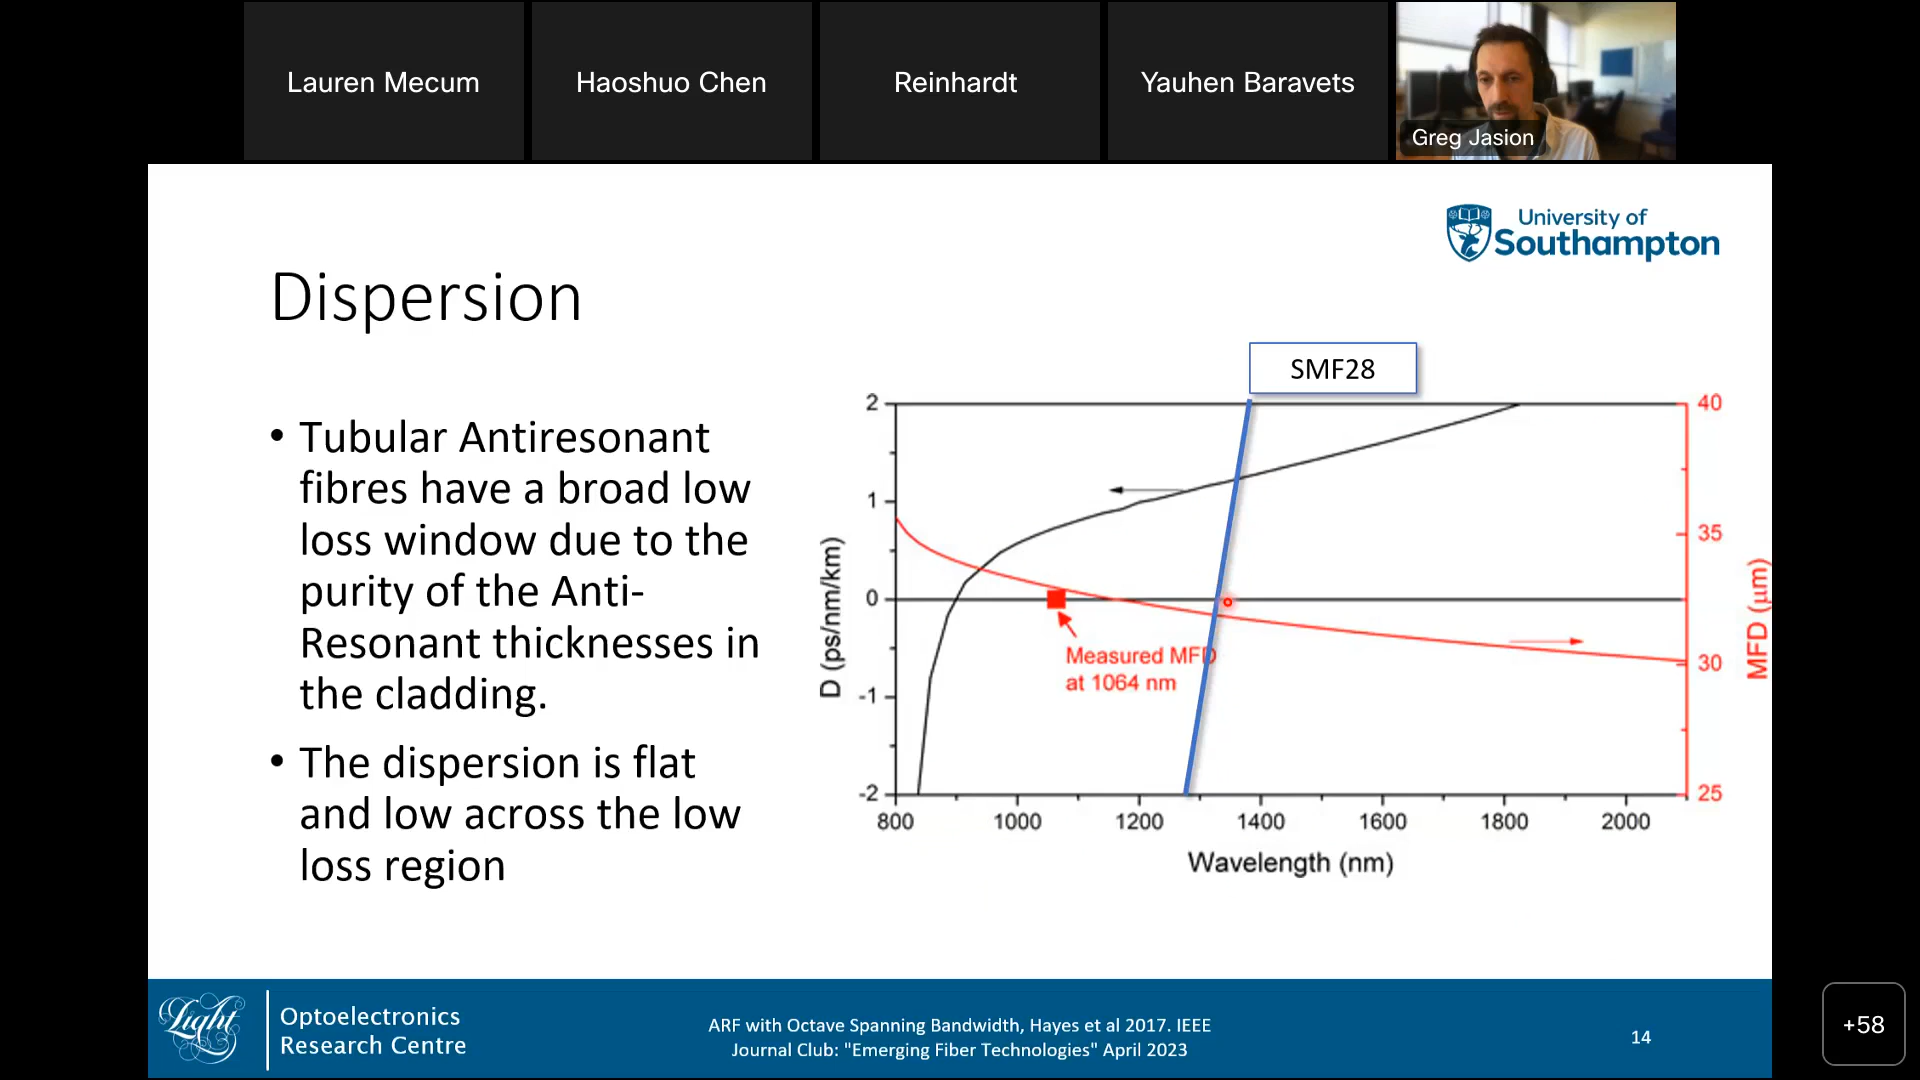 Lauren Mecum
Haoshuo Chen
Reinhardt
Yauhen Baravets
Greg Jasion
University of
Southampton
Dispersion
• Tubular Antiresonant
fibres have a broad low
loss window due to the
purity of the Anti-
Resonant thicknesses in
the cladding.
• The dispersion is flat
and low across the low
loss region
SMF28
2
1
0
-1
-2
D (ps/nm/km)
40
35
30
25
MFD (µm)
Measured MFD
at 1064 nm
800 1000 1200 1400 1600 1800 2000
Wavelength (nm)
Light
Optoelectronics
Research Centre
ARF with Octave Spanning Bandwidth, Hayes et al 2017. IEEE
Journal Club: "Emerging Fiber Technologies" April 2023
14
+58